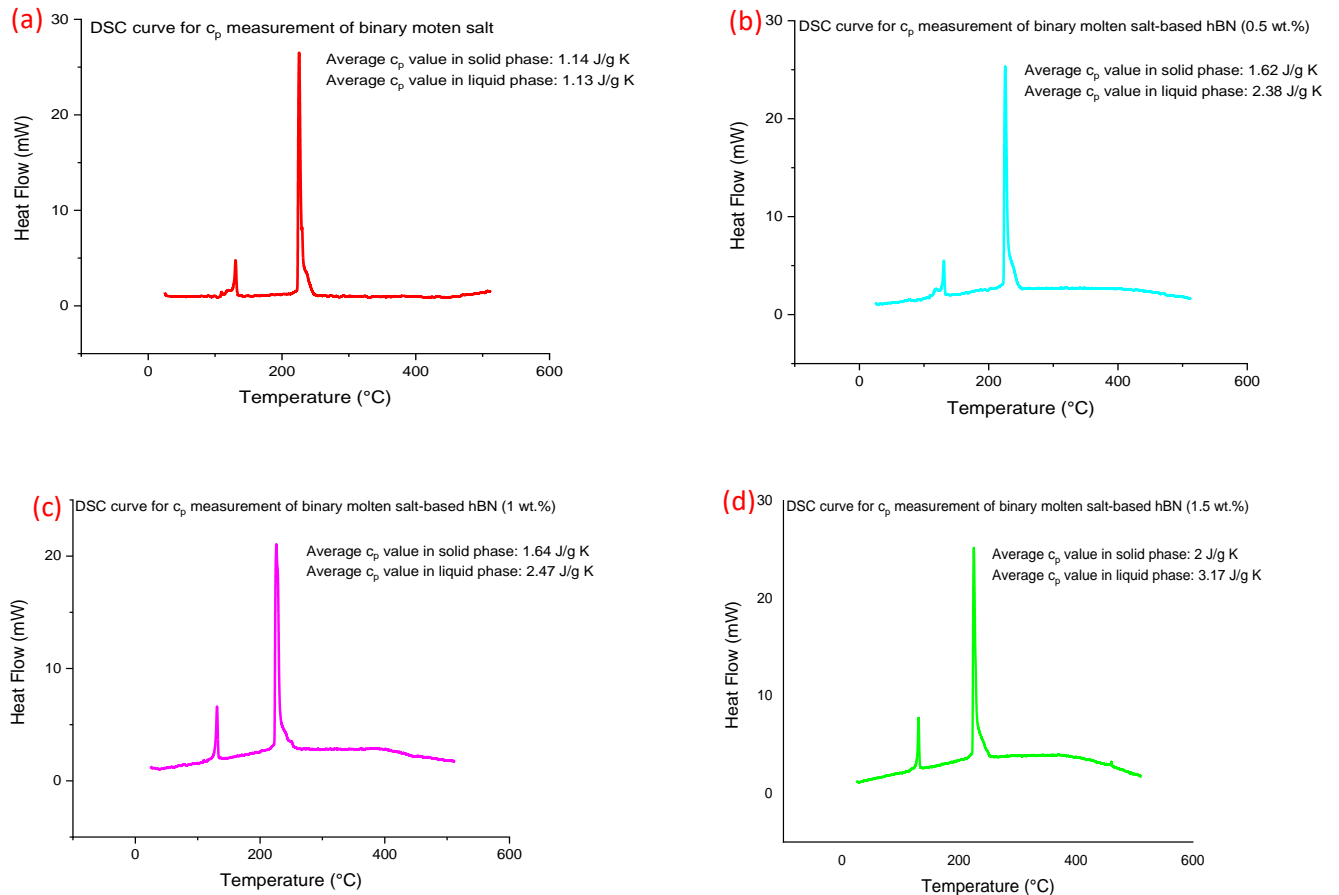 (a)
DSC curve for cp measurement of binary moten salt
Average cp value in solid phase: 1.14 J/g K
Average cp value in liquid phase: 1.13 J/g K
30
20
10
0
Heat Flow (mW)
0 200 400 600
Temperature (°C)
(b)
DSC curve for cp measurement of binary molten salt-based hBN (0.5 wt.%)
Average cp value in solid phase: 1.62 J/g K
Average cp value in liquid phase: 2.38 J/g K
30
20
10
0
Heat Flow (mW)
0 200 400 600
Temperature (°C)
(c)
DSC curve for cp measurement of binary molten salt-based hBN (1 wt.%)
Average cp value in solid phase: 1.64 J/g K
Average cp value in liquid phase: 2.47 J/g K
20
10
0
Heat Flow (mW)
0 200 400 600
Temperature (°C)
(d)
DSC curve for cp measurement of binary molten salt-based hBN (1.5 wt.%)
Average cp value in solid phase: 2 J/g K
Average cp value in liquid phase: 3.17 J/g K
30
20
10
0
Heat Flow (mW)
0 200 400 600
Temperature (°C)